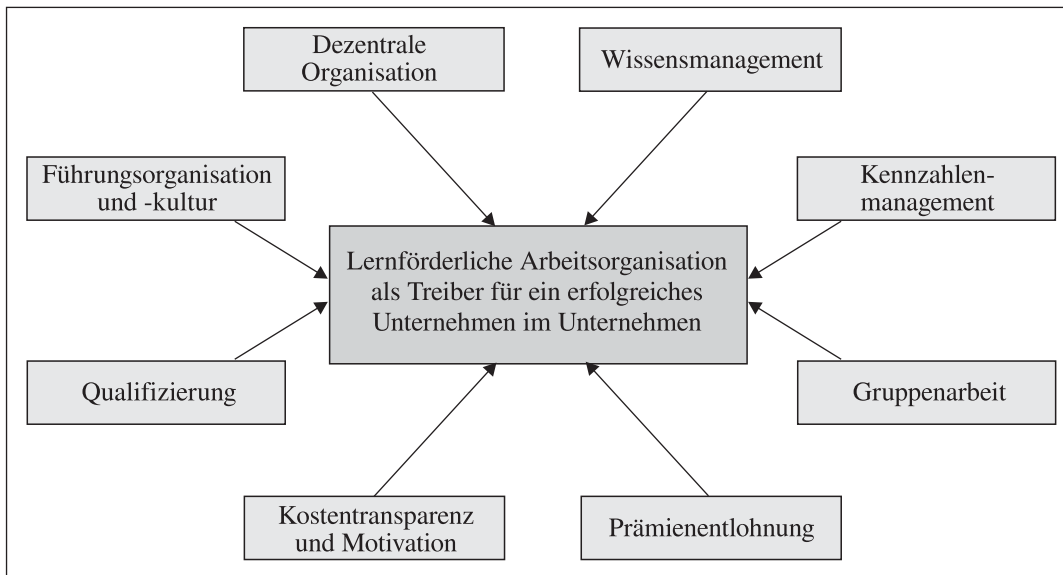 Dezentrale
Organisation
Wissensmanagement
Führungsorganisation
und -kultur
Kennzahlen-
management
Lernförderliche Arbeitsorganisation
als Treiber für ein erfolgreiches
Unternehmen im Unternehmen
Qualifizierung
Gruppenarbeit
Kostentransparenz
und Motivation
Prämienentlohnung